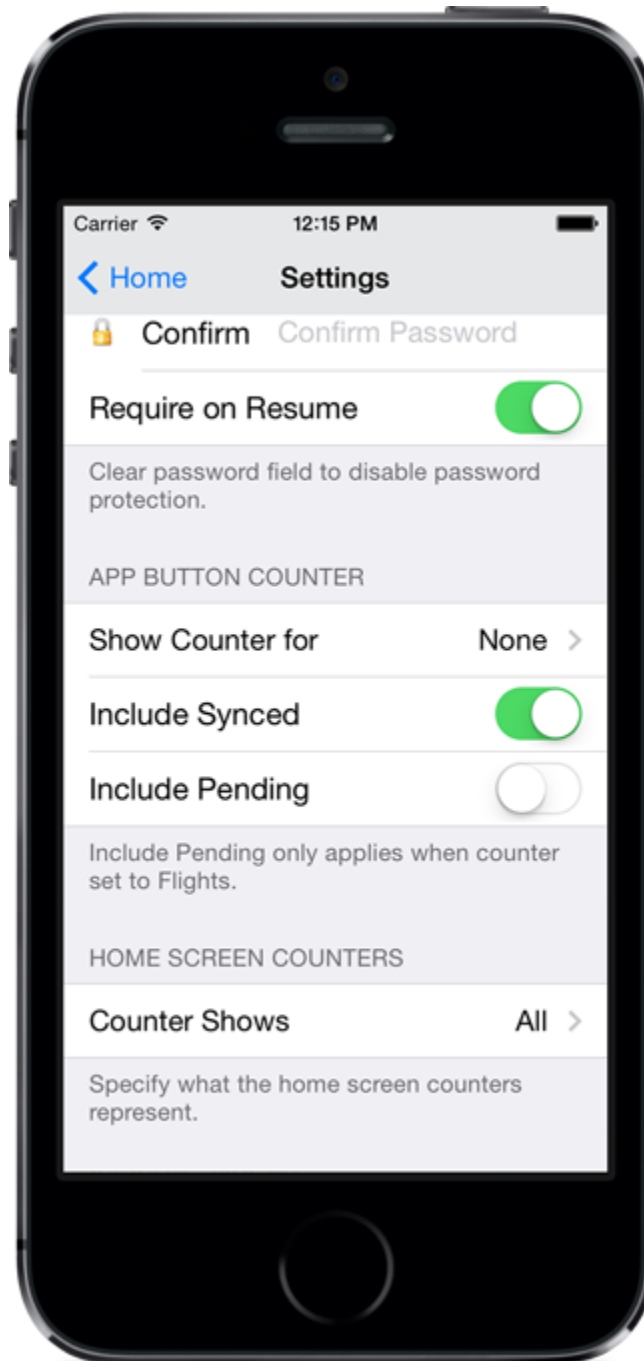 Carrier 12:15 PM
Home Settings
Confirm Confirm Password
Require on Resume
Clear password field to disable password
protection.
APP BUTTON COUNTER
Show Counter for None
Include Synced
Include Pending
Include Pending only applies when counter
set to Flights.
HOME SCREEN COUNTERS
Counter Shows All
Specify what the home screen counters
represent.